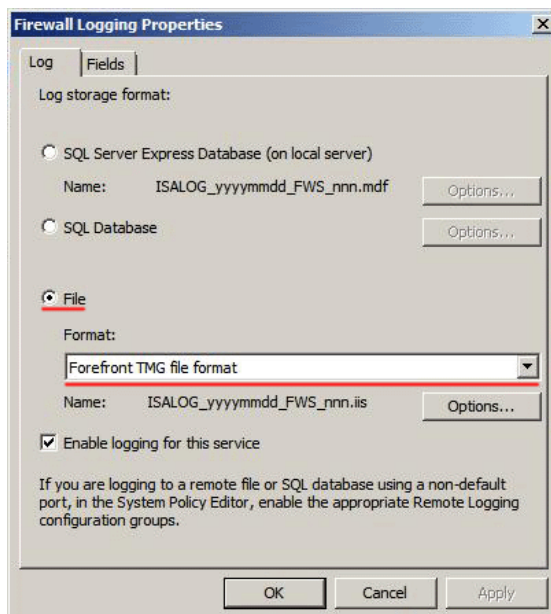 Firewall Logging Properties
Log
Fields
Log storage format:
SQL Server Express Database (on local server)
Name: ISALOG_yyyymmdd_FWS_nnn.mdf
Options...
SQL Database
Options...
File
Format:
Forefront TMG file format
Name: ISALOG_yyyymmdd_FWS_nnn.iis
Options...
Enable logging for this service
If you are logging to a remote file or SQL database using a non-default
port, in the System Policy Editor, enable the appropriate Remote Logging
configuration groups.
OK
Cancel
Apply